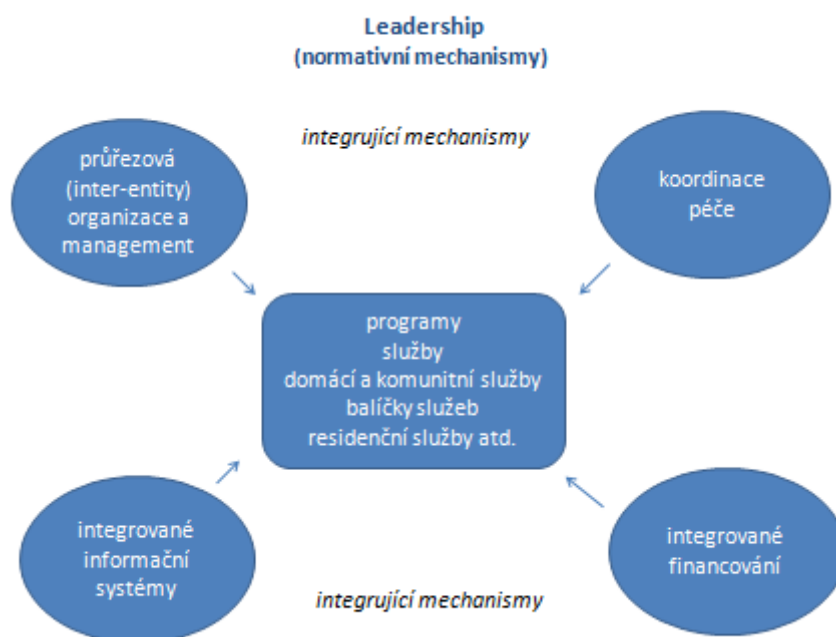 Leadership
(normativní mechanismy)
integrující mechanismy
průřezová
(inter-entity)
organizace a
management
koordinace
péče
programy
služby
domácí a komunitní služby
balíčky služeb
residenční služby atd.
integrované
informační
systémy
integrované
financování
integrující mechanismy